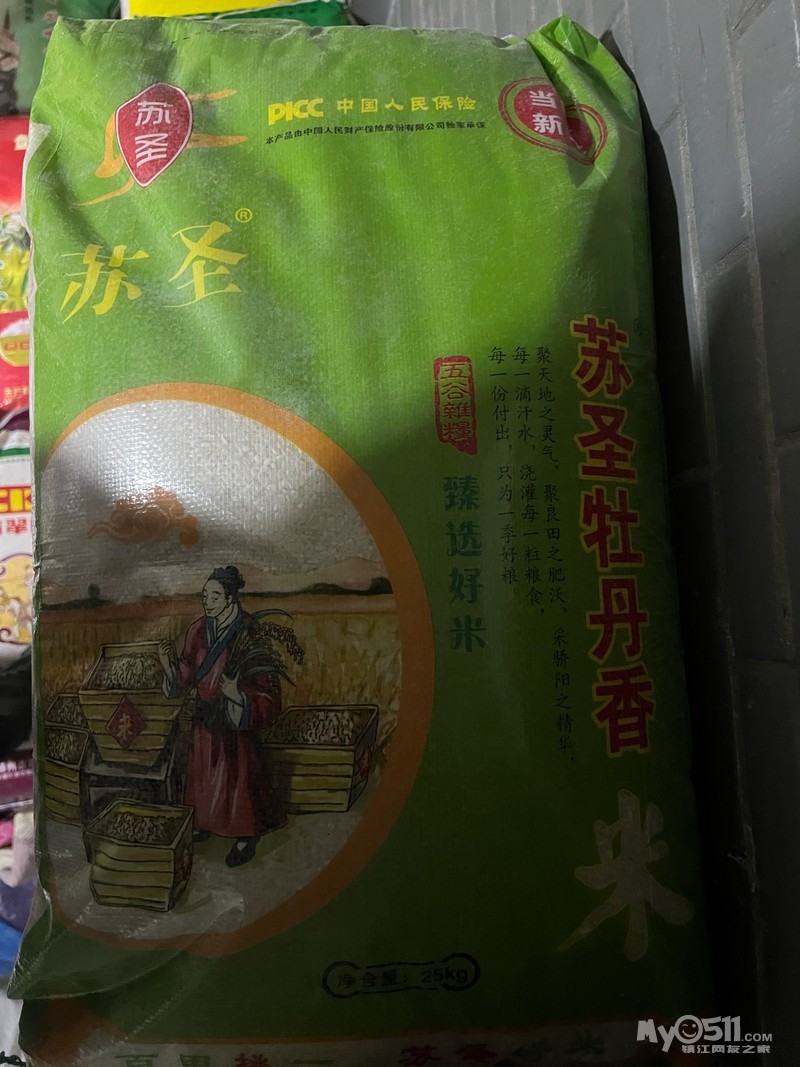 苏圣
PICC 中国人民保险
本产品由中国人民财产保险股份有限公司独家承保
当
新
苏圣®
苏圣牡丹香
米
聚天地之灵气，聚良田之肥沃，采骄阳之精华，
每一滴汗水，浇灌每一粒粮食，
每一份付出，只为一季好粮。
五谷雜糧
臻选好米
米
净含量：25kg
My0511.COM
镇江网友之家